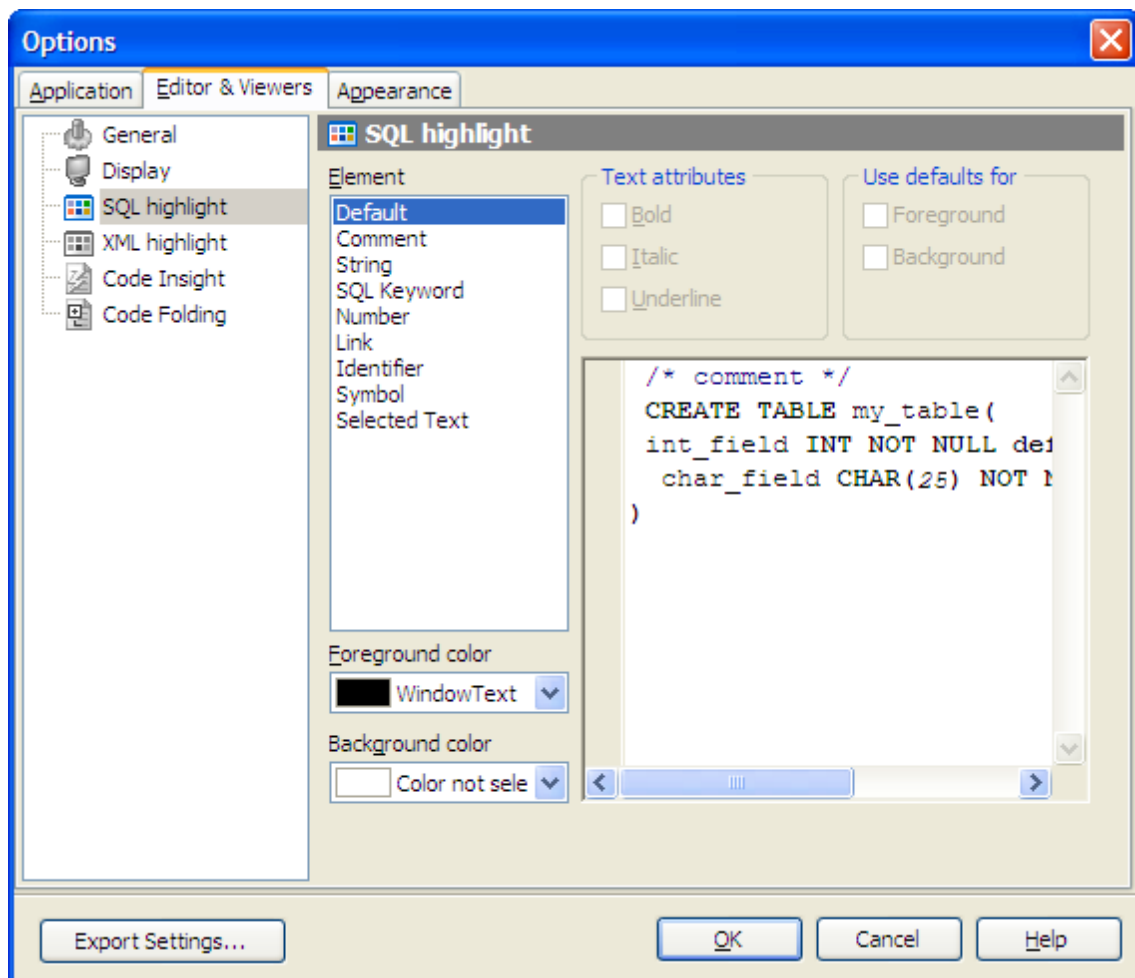 Options
Application Editor & Viewers Appearance
General
Display
SQL highlight
XML highlight
Code Insight
Code Folding
SQL highlight
Element
Default
Comment
String
SQL Keyword
Number
Link
Identifier
Symbol
Selected Text
Foreground color
WindowText
Background color
Color not sele
Text attributes
Bold
Italic
Underline
Use defaults for
Foreground
Background
/* comment */
CREATE TABLE my_table(
int_field INT NOT NULL def
char_field CHAR(25) NOT N
)
Export Settings...
OK Cancel Help